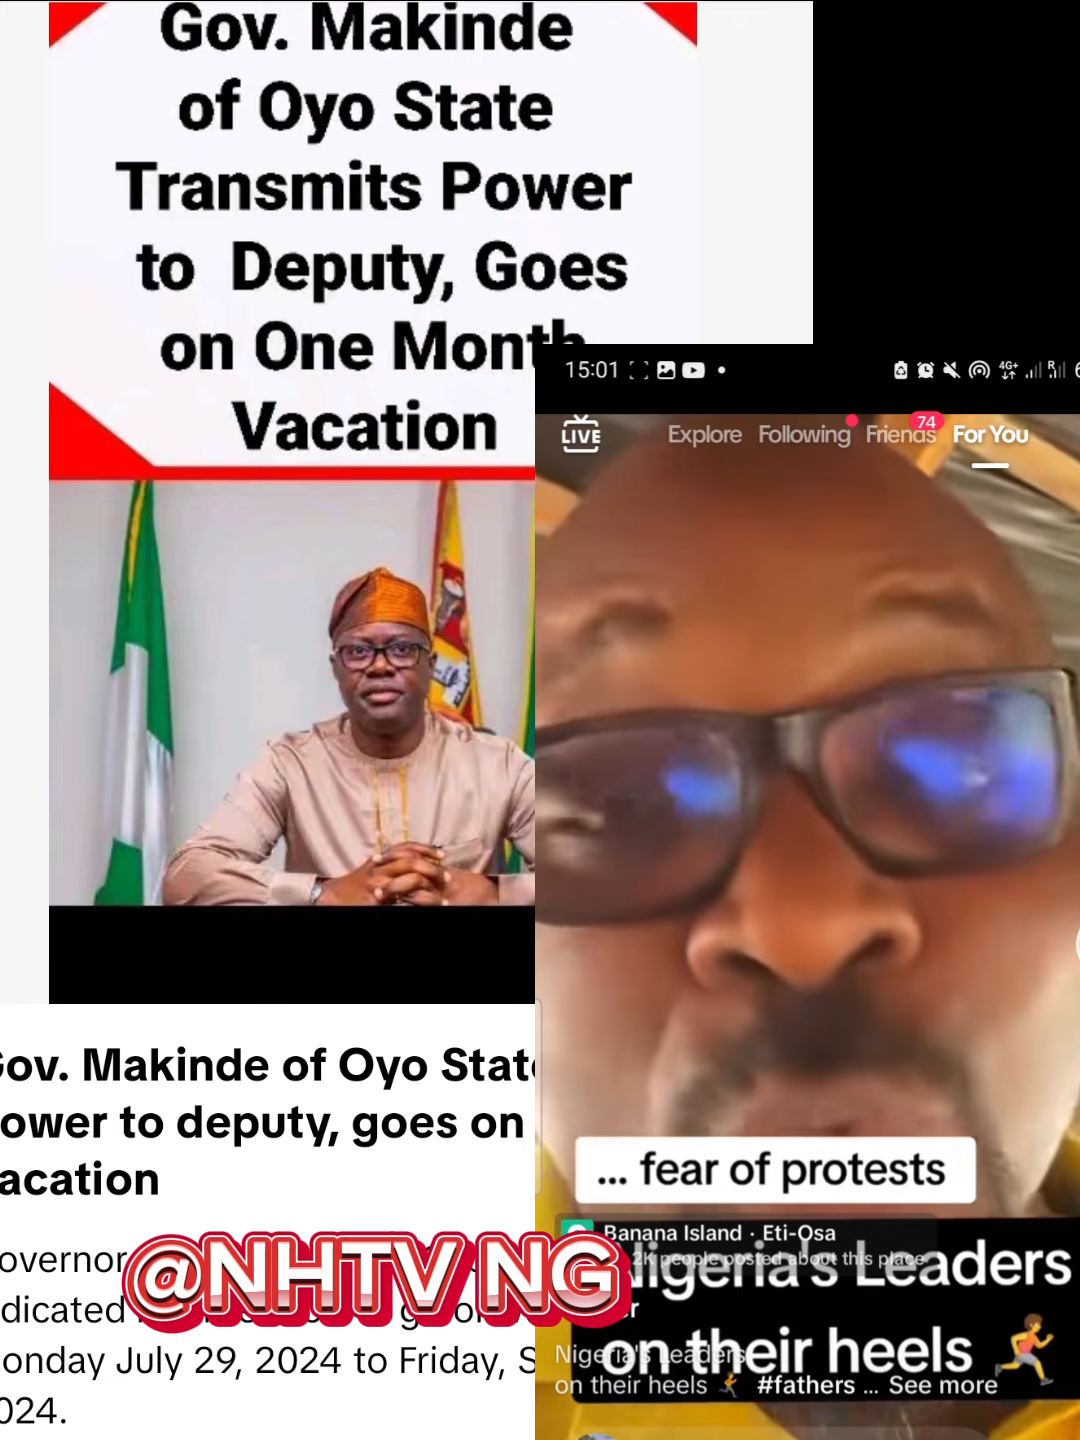 Gov. Makinde
of Oyo State
Transmits Power
to Deputy, Goes
on One Month
Vacation
15:01
4G+
R
LIVE
Explore Following Friends 74 For You
Gov. Makinde of Oyo State
ower to deputy, goes on
acation
overnor
dicated
onday July 29, 2024 to Friday, S
024.
@NHTV NG
... fear of protests
Banana Island · Eti-Osa
2K people posted about this place
Nigeria's Leaders
on their heels
Nigeria's Leaders
on their heels #fathers ... See more